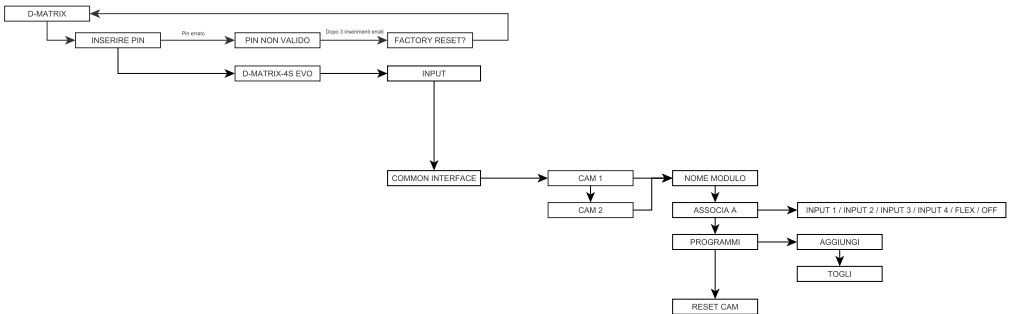 D-MATRIX
INSERIRE PIN
Pin errato
PIN NON VALIDO
Dopo 3 inserimenti errati
FACTORY RESET?
D-MATRIX-4S EVO
INPUT
COMMON INTERFACE
CAM 1
NOME MODULO
CAM 2
ASSOCIA A
INPUT 1 / INPUT 2 / INPUT 3 / INPUT 4 / FLEX / OFF
PROGRAMMI
AGGIUNGI
TOGLI
RESET CAM